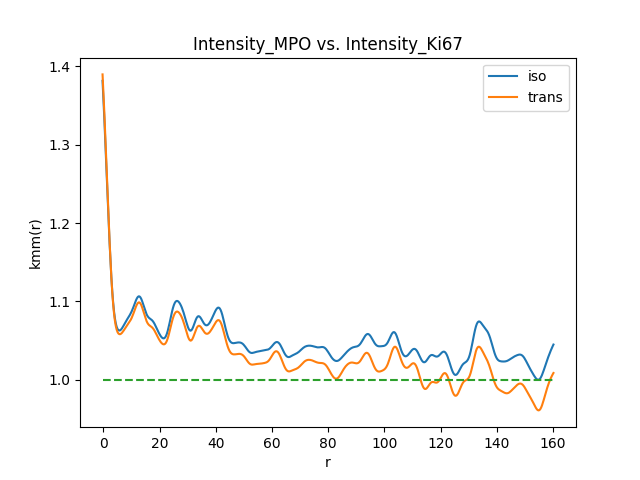 Intensity_MPO vs. Intensity_Ki67
iso
trans
kmm(r)
1.4
1.3
1.2
1.1
1.0
0 20 40 60 80 100 120 140 160
r